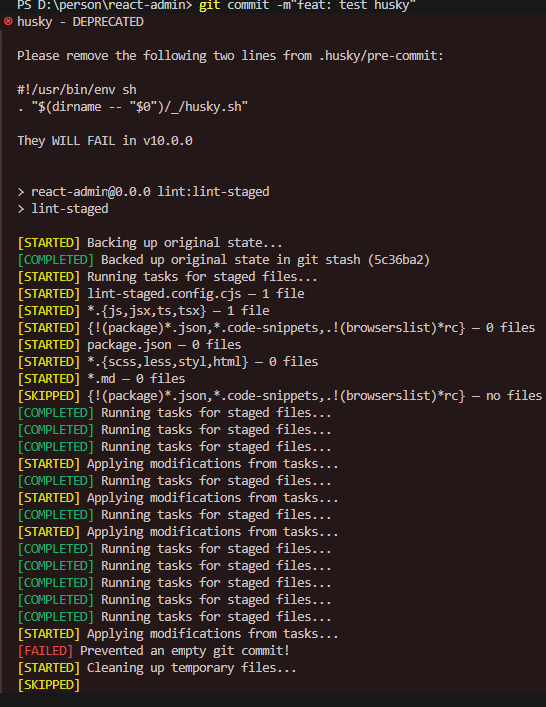 PS D:\person\react-admin> git commit -m"feat: test husky"
husky - DEPRECATED
Please remove the following two lines from .husky/pre-commit:
#!/usr/bin/env sh
. "$(dirname -- "$0")/_/husky.sh"
They WILL FAIL in v10.0.0
> react-admin@0.0.0 lint:lint-staged
> lint-staged
[STARTED] Backing up original state...
[COMPLETED] Backed up original state in git stash (5c36ba2)
[STARTED] Running tasks for staged files...
[STARTED] lint-staged.config.cjs — 1 file
[STARTED] *.{js,jsx,ts,tsx} — 1 file
[STARTED] {!(package)*.json,*.code-snippets,.!(browserslist)*rc} — 0 files
[STARTED] package.json — 0 files
[STARTED] *.{scss,less,styl,html} — 0 files
[STARTED] *.md — 0 files
[SKIPPED] {!(package)*.json,*.code-snippets,.!(browserslist)*rc} — no files
[COMPLETED] Running tasks for staged files...
[COMPLETED] Running tasks for staged files...
[COMPLETED] Running tasks for staged files...
[STARTED] Applying modifications from tasks...
[COMPLETED] Running tasks for staged files...
[STARTED] Applying modifications from tasks...
[COMPLETED] Running tasks for staged files...
[STARTED] Applying modifications from tasks...
[COMPLETED] Running tasks for staged files...
[COMPLETED] Running tasks for staged files...
[COMPLETED] Running tasks for staged files...
[COMPLETED] Running tasks for staged files...
[COMPLETED] Running tasks for staged files...
[STARTED] Applying modifications from tasks...
[FAILED] Prevented an empty git commit!
[STARTED] Cleaning up temporary files...
[SKIPPED]